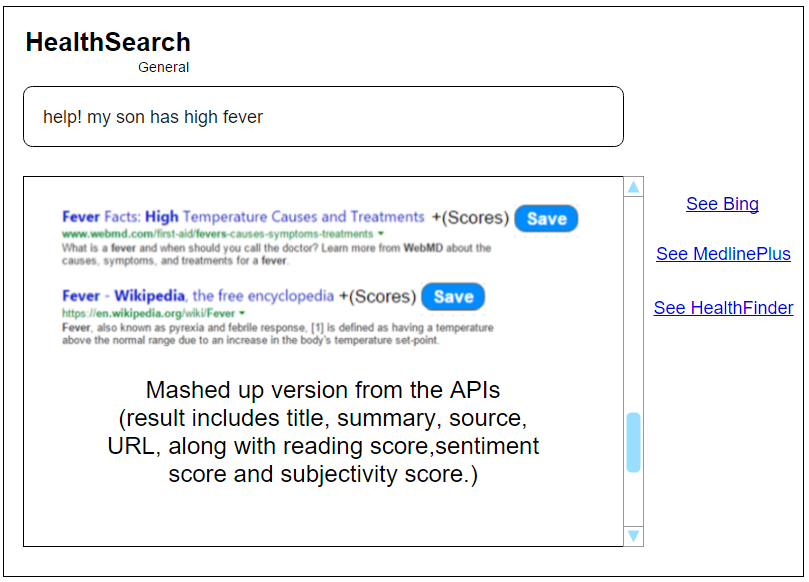 HealthSearch
General
help! my son has high fever
Fever Facts: High Temperature Causes and Treatments +(Scores) Save
www.webmd.com/first-aid/fevers-causes-symptoms-treatments
What is a fever and when should you call the doctor? Learn more from WebMD about the
causes, symptoms, and treatments for a fever.
Fever - Wikipedia, the free encyclopedia +(Scores) Save
https://en.wikipedia.org/wiki/Fever
Fever, also known as pyrexia and febrile response, [1] is defined as having a temperature
above the normal range due to an increase in the body's temperature set-point.
Mashed up version from the APIs
(result includes title, summary, source,
URL, along with reading score,sentiment
score and subjectivity score.)
See Bing
See MedlinePlus
See HealthFinder